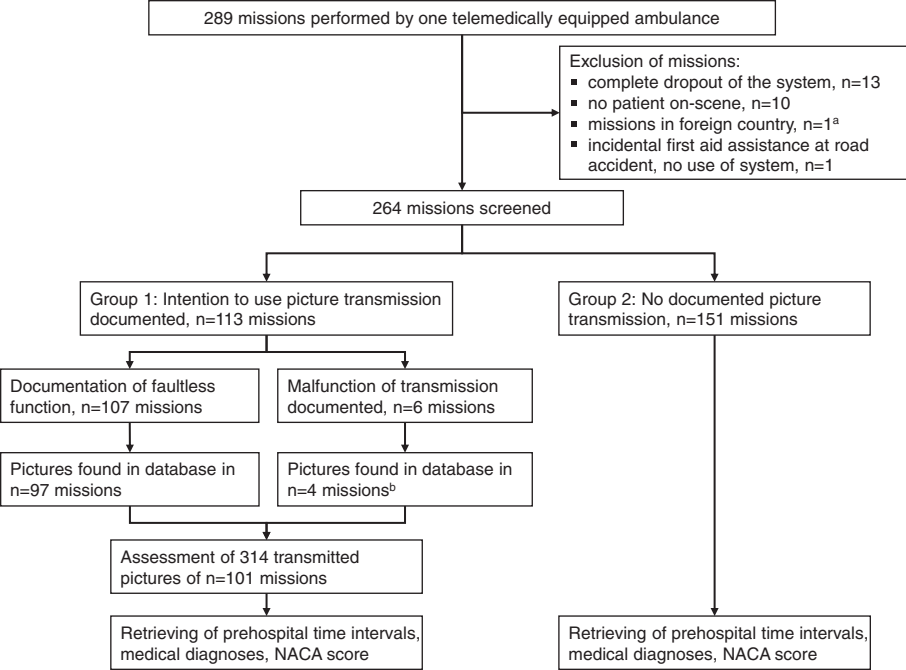 289 missions performed by one telemedically equipped ambulance
Exclusion of missions:
▪ complete dropout of the system, n=13
▪ no patient on-scene, n=10
▪ missions in foreign country, n=1ᵃ
▪ incidental first aid assistance at road
accident, no use of system, n=1
264 missions screened
Group 1: Intention to use picture transmission
documented, n=113 missions
Group 2: No documented picture
transmission, n=151 missions
Documentation of faultless
function, n=107 missions
Malfunction of transmission
documented, n=6 missions
Pictures found in database in
n=97 missions
Pictures found in database in
n=4 missionsᵇ
Assessment of 314 transmitted
pictures of n=101 missions
Retrieving of prehospital time intervals,
medical diagnoses, NACA score
Retrieving of prehospital time intervals,
medical diagnoses, NACA score